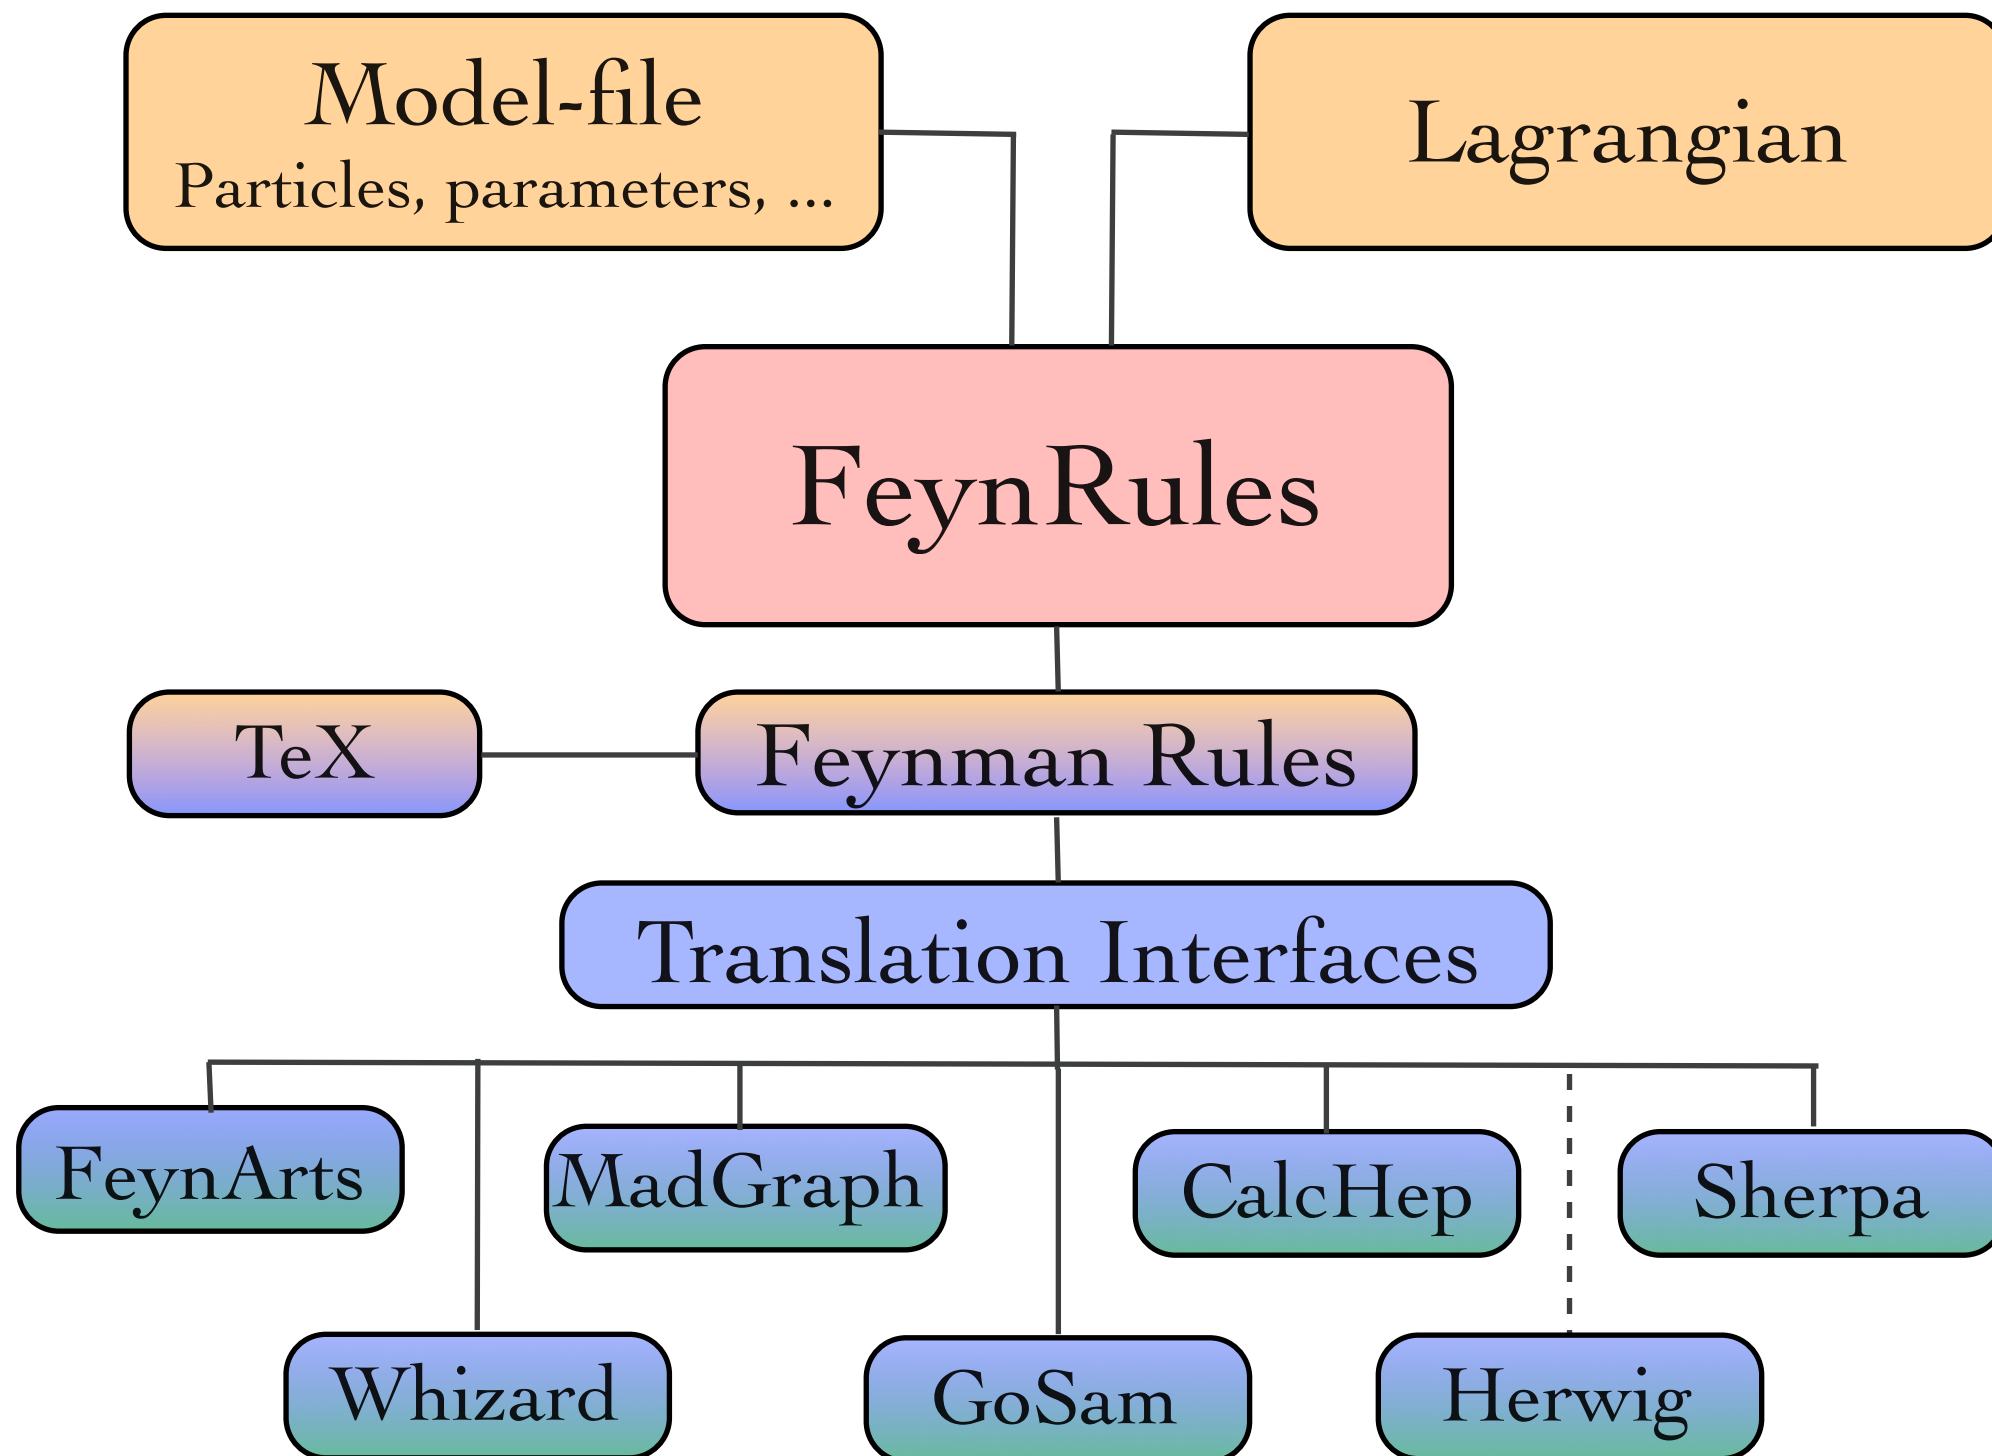 Model-file
Particles, parameters, ...
Lagrangian
FeynRules
TeX
Feynman Rules
Translation Interfaces
FeynArts
MadGraph
CalcHep
Sherpa
Whizard
GoSam
Herwig